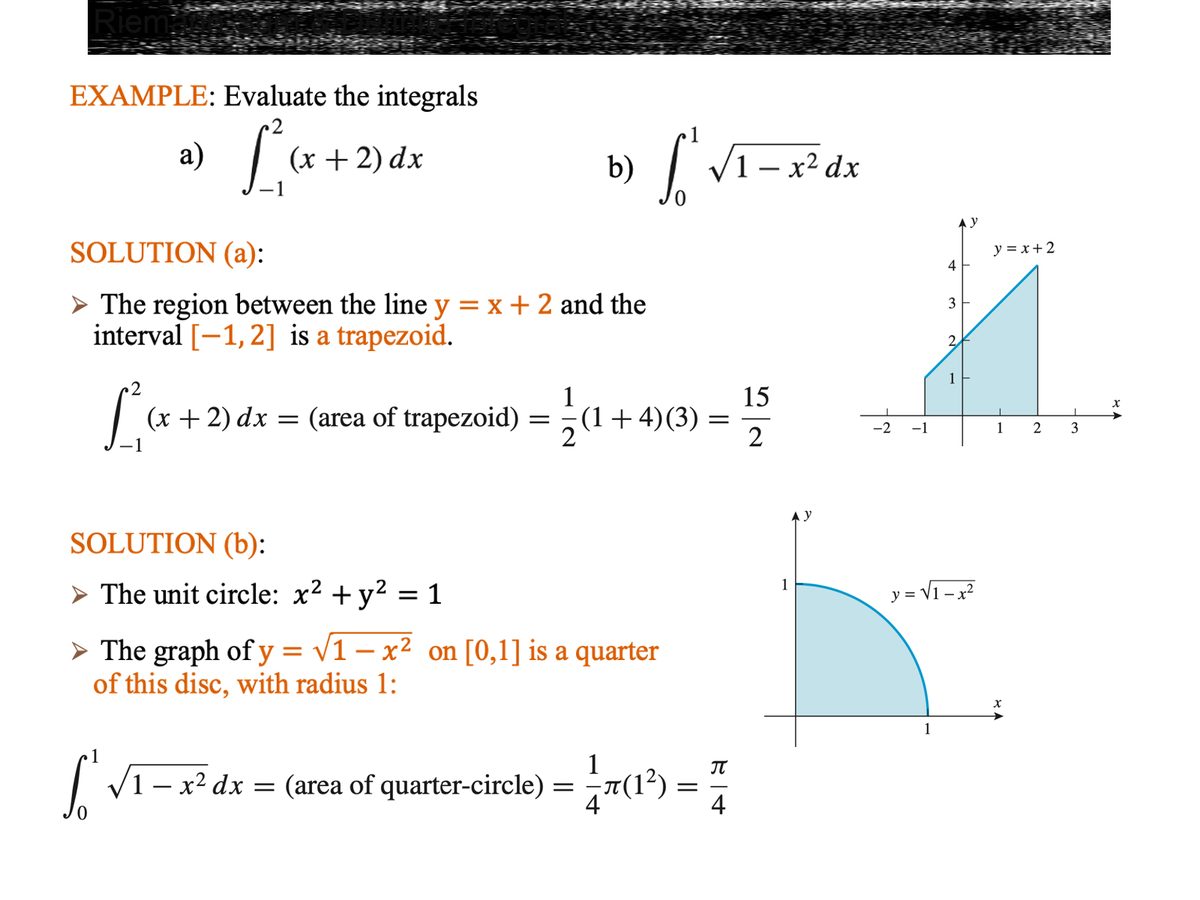 EXAMPLE: Evaluate the integrals
a) ∫_{−1}^{2} (x + 2) dx
b) ∫_{0}^{1} √(1 − x²) dx
SOLUTION (a):
➢ The region between the line y = x + 2 and the
interval [−1, 2] is a trapezoid.
∫_{−1}^{2} (x + 2) dx = (area of trapezoid) = 1/2 (1 + 4)(3) = 15/2
y
y = x + 2
4
3
2
1
x
−2 −1 1 2 3
SOLUTION (b):
➢ The unit circle: x² + y² = 1
➢ The graph of y = √(1 − x²) on [0,1] is a quarter
of this disc, with radius 1:
∫_{0}^{1} √(1 − x²) dx = (area of quarter-circle) = 1/4 π(1²) = π/4
y
1
y = √(1 − x²)
x
1